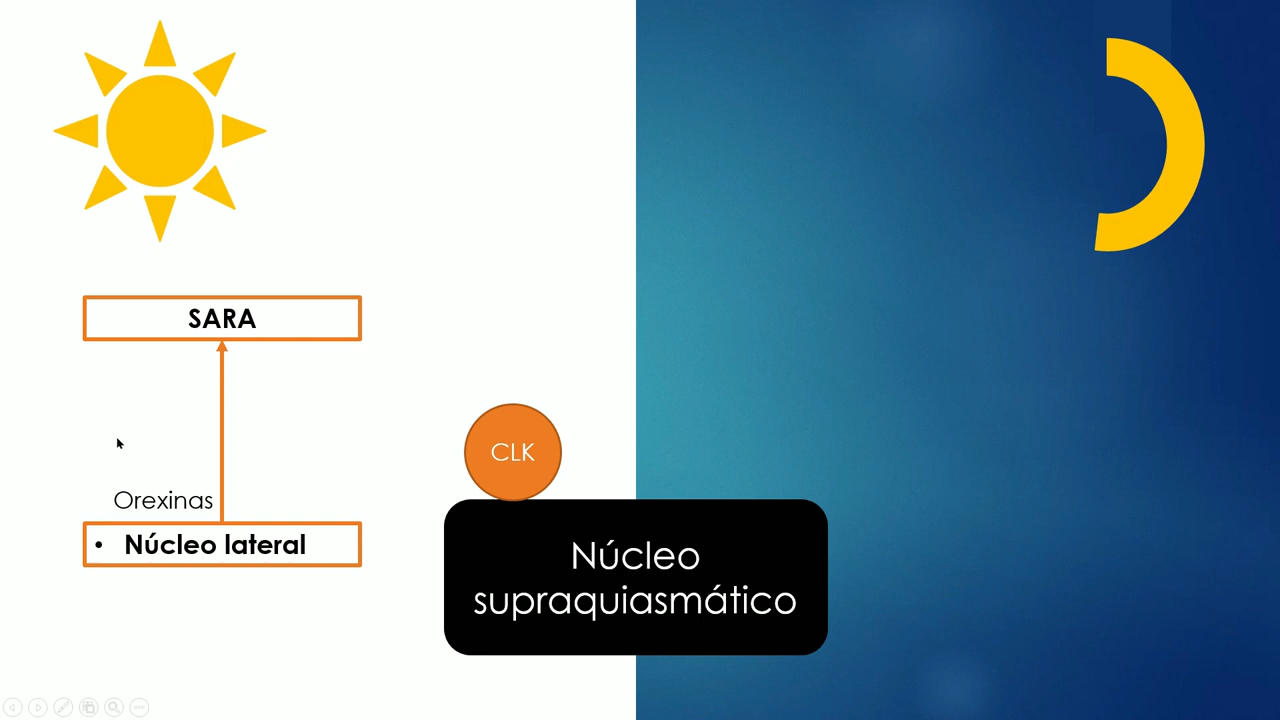 SARA
CLK
Orexinas
• Núcleo lateral
Núcleo
supraquiasmático